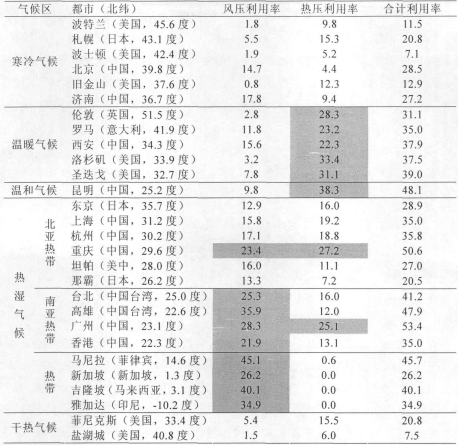 气候区 都市（北纬） 风压利用率 热压利用率 合计利用率
寒冷气候
波特兰（美国，45.6 度） 1.8 9.8 11.5
札幌（日本，43.1 度） 5.5 15.3 20.8
波士顿（美国，42.4 度） 1.9 5.2 7.1
北京（中国，39.8 度） 14.7 4.4 28.5
旧金山（美国，37.6 度） 0.8 12.3 12.9
济南（中国，36.7 度） 17.8 9.4 27.2
温暖气候
伦敦（英国，51.5 度） 2.8 28.3 31.1
罗马（意大利，41.9 度） 11.8 23.2 35.0
西安（中国，34.3 度） 15.6 22.3 37.9
洛杉矶（美国，33.9 度） 3.2 33.4 37.5
圣迭戈（美国，32.7 度） 7.8 31.1 39.0
温和气候 昆明（中国，25.2 度） 9.8 38.3 48.1
热湿气候
北亚热带
东京（日本，35.7 度） 12.9 16.0 28.9
上海（中国，31.2 度） 15.8 19.2 35.0
杭州（中国，30.2 度） 17.1 18.8 35.8
重庆（中国，29.6 度） 23.4 27.2 50.6
坦帕（美中，28.0 度） 16.0 11.1 27.0
那霸（日本，26.2 度） 13.3 7.2 20.5
南亚热带
台北（中国台湾，25.0 度） 25.3 16.0 41.2
高雄（中国台湾，22.6 度） 35.9 12.0 47.9
广州（中国，23.1 度） 28.3 25.1 53.4
香港（中国，22.3 度） 21.9 13.1 35.0
热带
马尼拉（菲律宾，14.6 度） 45.1 0.6 45.7
新加坡（新加坡，1.3 度） 26.2 0.0 26.2
吉隆坡（马来西亚，3.1 度） 40.1 0.0 40.1
雅加达（印尼，-10.2 度） 34.9 0.0 34.9
干热气候
菲尼克斯（美国，33.4 度） 5.4 15.5 20.8
盐湖城（美国，40.8 度） 1.5 6.0 7.5